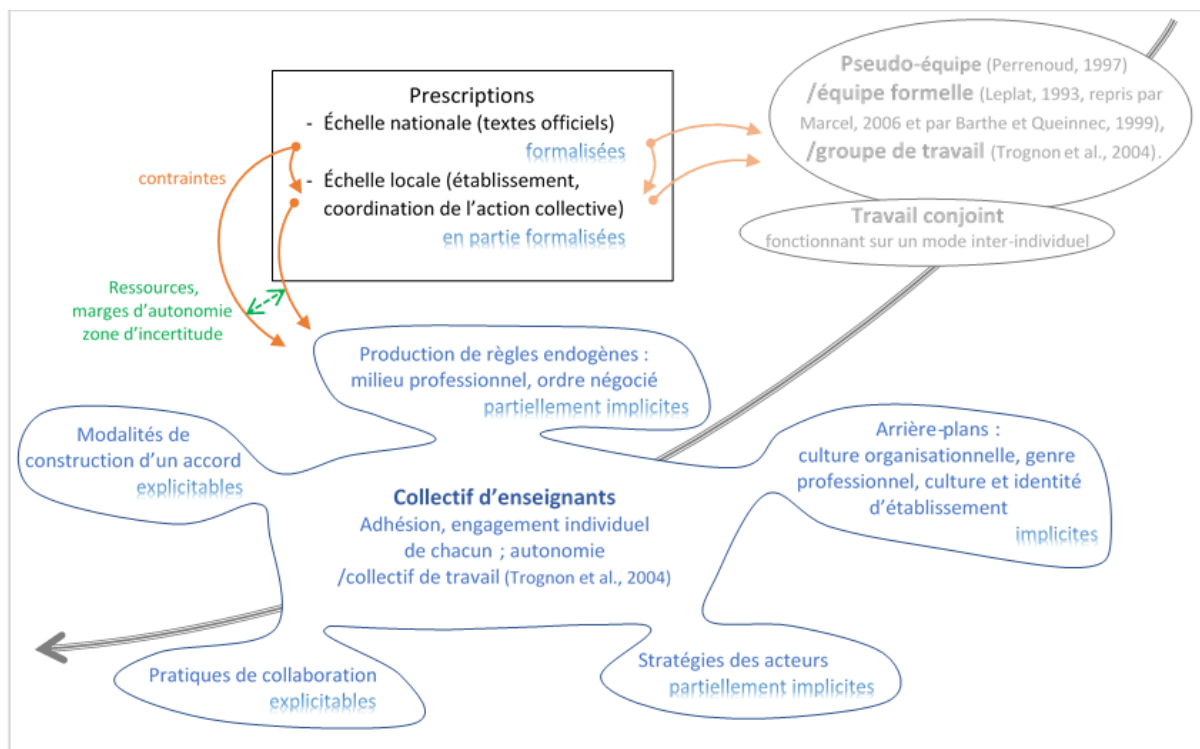 Prescriptions
- Échelle nationale (textes officiels)
formalisées
- Échelle locale (établissement,
coordination de l'action collective)
en partie formalisées
Pseudo-équipe (Perrenoud, 1997)
/équipe formelle (Leplat, 1993, repris par
Marcel, 2006 et par Barthe et Queinnec, 1999),
/groupe de travail (Trognon et al., 2004).
Travail conjoint
fonctionnant sur un mode inter-individuel
contraintes
Ressources,
marges d'autonomie
zone d'incertitude
Production de règles endogènes :
milieu professionnel, ordre négocié
partiellement implicites
Modalités de
construction d'un accord
explicitables
Arrière-plans :
culture organisationnelle, genre
professionnel, culture et identité
d'établissement
implicites
Collectif d'enseignants
Adhésion, engagement individuel
de chacun ; autonomie
/collectif de travail (Trognon et al., 2004)
Pratiques de collaboration
explicitables
Stratégies des acteurs
partiellement implicites